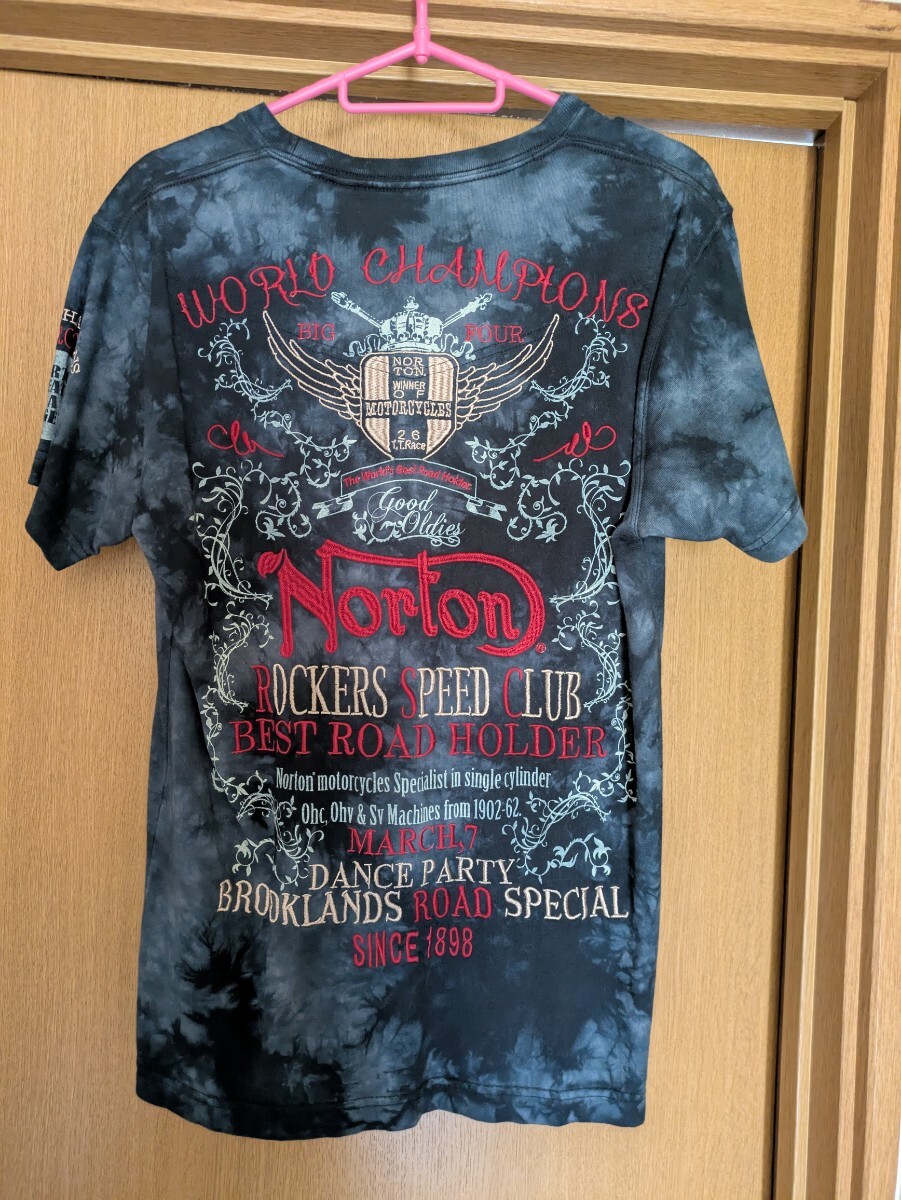 WORLD CHAMPIONS
BIG FOUR
NOR
TON.
WINNER
OF
MOTORCYCLES
26
T.T.Race
The World's Best Road Holder
Good
Oldies
Norton
ROCKERS SPEED CLUB
BEST ROAD HOLDER
Norton motorcycles Specialist in single cylinder
Ohc, Ohv & Sv Machines from 1902-62.
MARCH,7
DANCE PARTY
BROOKLANDS ROAD SPECIAL
SINCE 1898